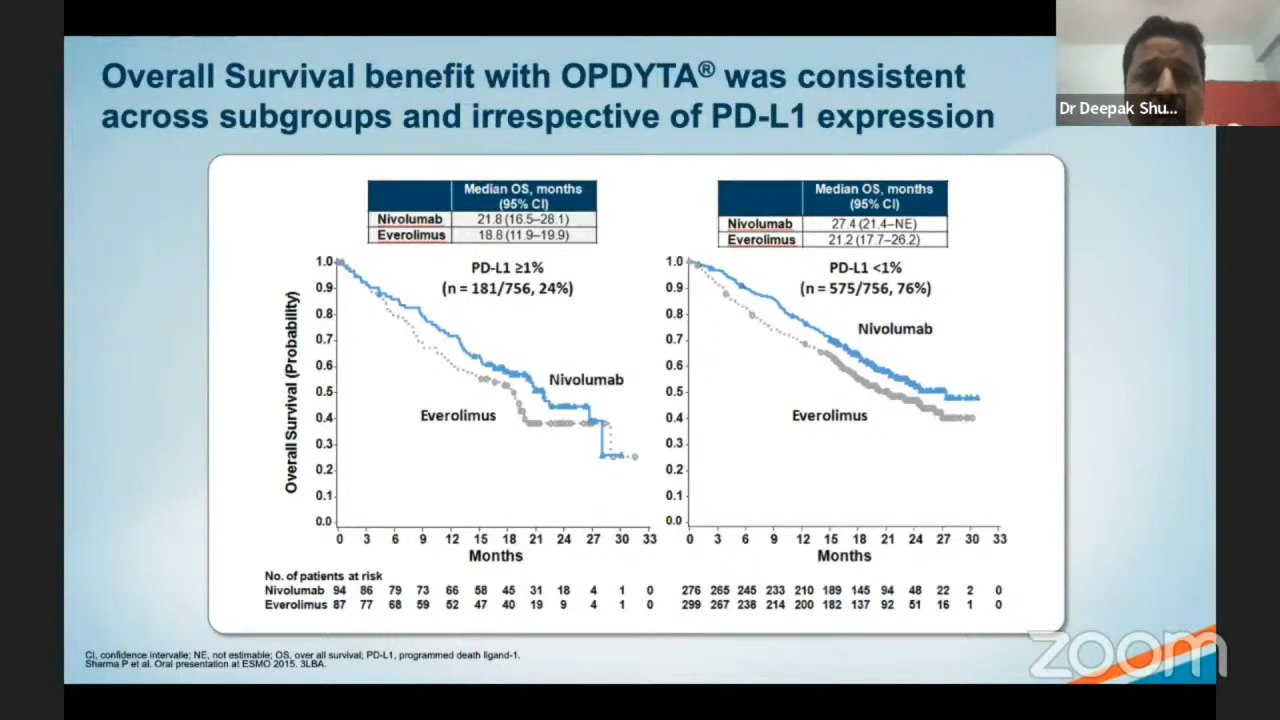 Overall Survival benefit with OPDYTA® was consistent
across subgroups and irrespective of PD-L1 expression
Dr Deepak Shu...
Median OS, months
(95% CI)
Nivolumab 21.8 (16.5–28.1)
Everolimus 18.8 (11.9–19.9)
Median OS, months
(95% CI)
Nivolumab 27.4 (21.4–NE)
Everolimus 21.2 (17.7–26.2)
Overall Survival (Probability)
1.0
0.9
0.8
0.7
0.6
0.5
0.4
0.3
0.2
0.1
0.0
PD-L1 ≥1%
(n = 181/756, 24%)
Nivolumab
Everolimus
0 3 6 9 12 15 18 21 24 27 30 33
Months
1.0
0.9
0.8
0.7
0.6
0.5
0.4
0.3
0.2
0.1
0.0
PD-L1 <1%
(n = 575/756, 76%)
Nivolumab
Everolimus
0 3 6 9 12 15 18 21 24 27 30 33
Months
No. of patients at risk
Nivolumab 94 86 79 73 66 58 45 31 18 4 1 0 276 265 245 233 210 189 145 94 48 22 2 0
Everolimus 87 77 68 59 52 47 40 19 9 4 1 0 299 267 238 214 200 182 137 92 51 16 1 0
CI, confidence intervalle; NE, not estimable; OS, over all survival; PD-L1, programmed death ligand-1.
Sharma P et al. Oral presentation at ESMO 2015. 3LBA.
zoom